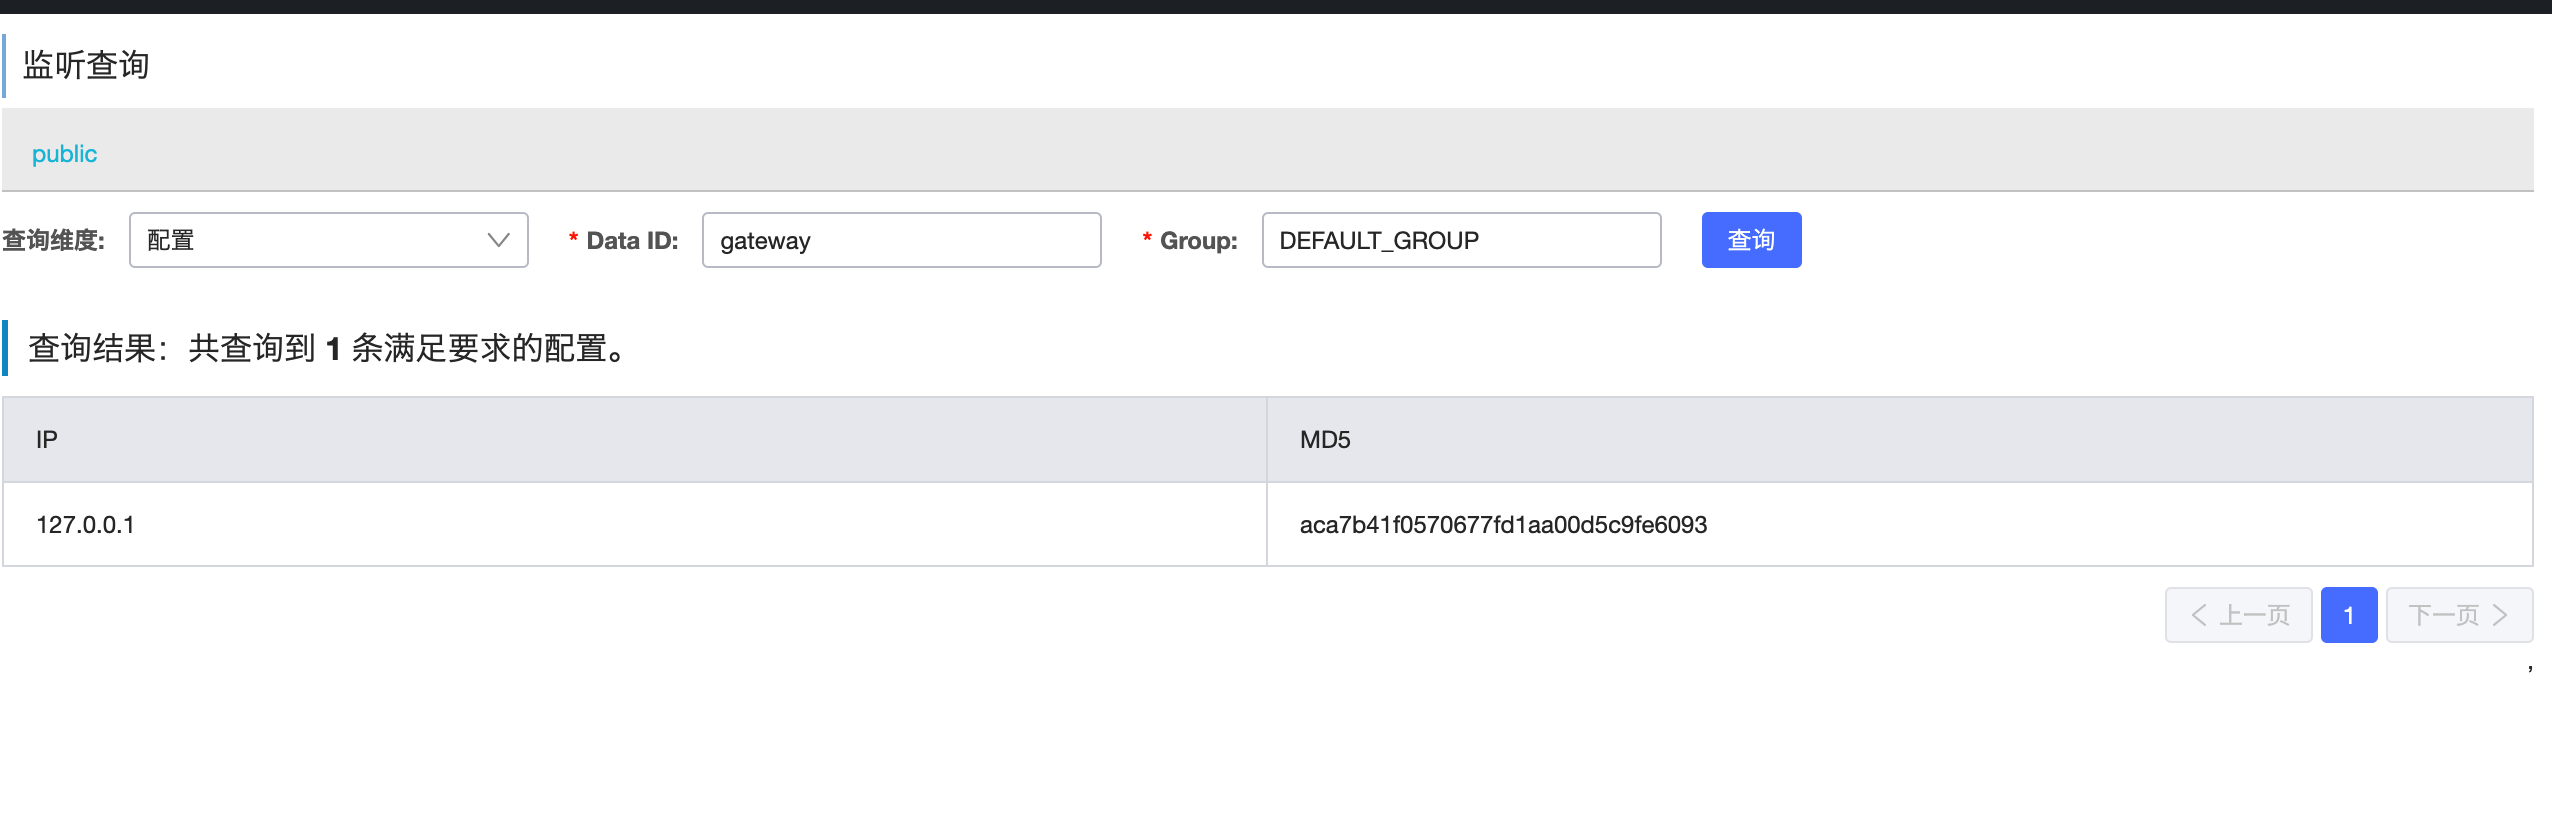 监听查询
public
查询维度: 配置 * Data ID: gateway * Group: DEFAULT_GROUP 查询
查询结果：共查询到 1 条满足要求的配置。
IP MD5
127.0.0.1 aca7b41f0570677fd1aa00d5c9fe6093
上一页 1 下一页
,